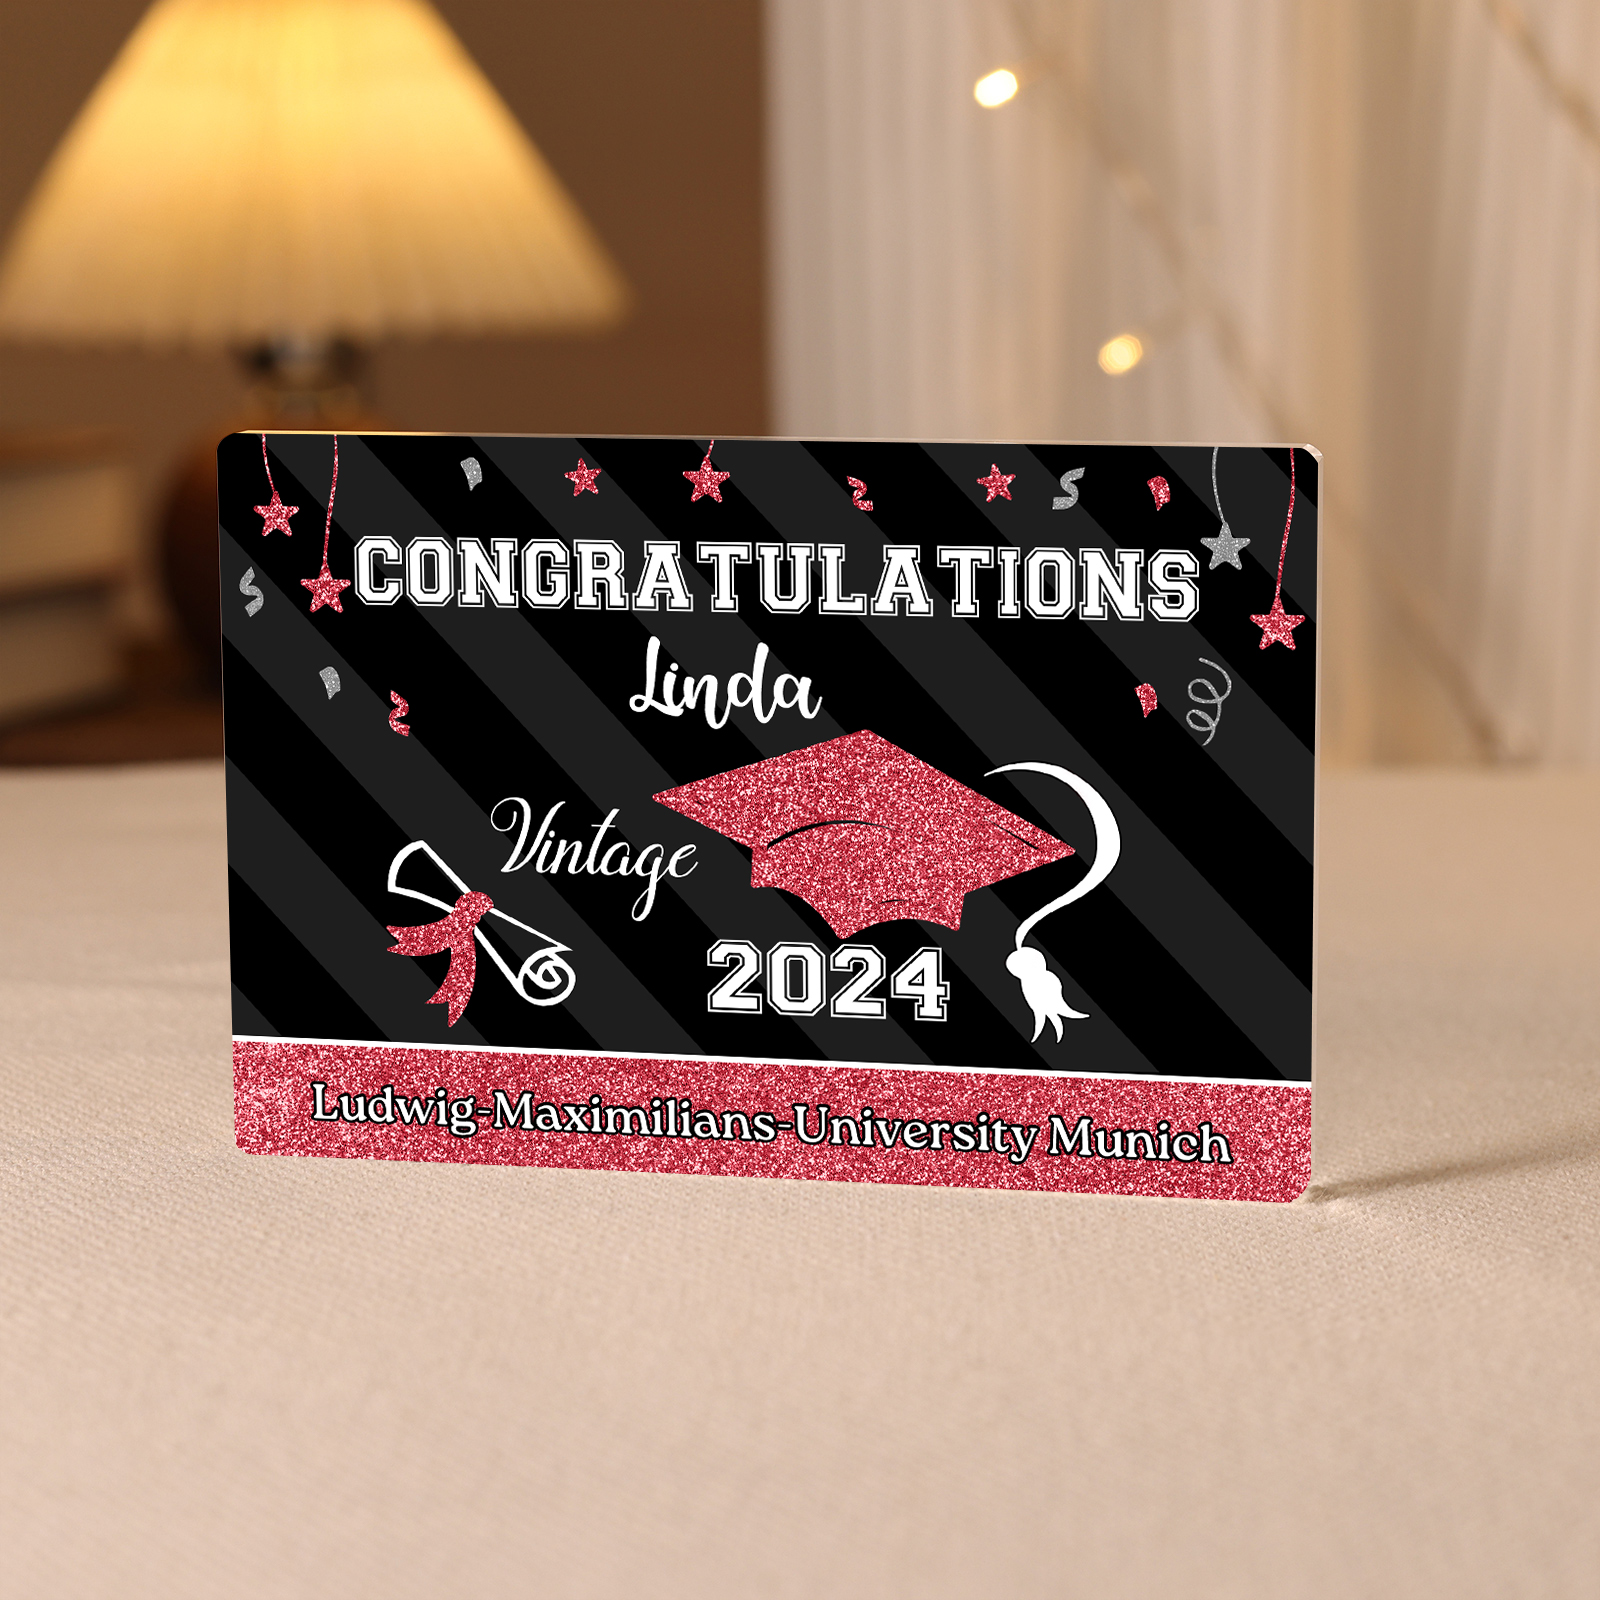 CONGRATULATIONS
Linda
Vintage
2024
Ludwig-Maximilians-University Munich